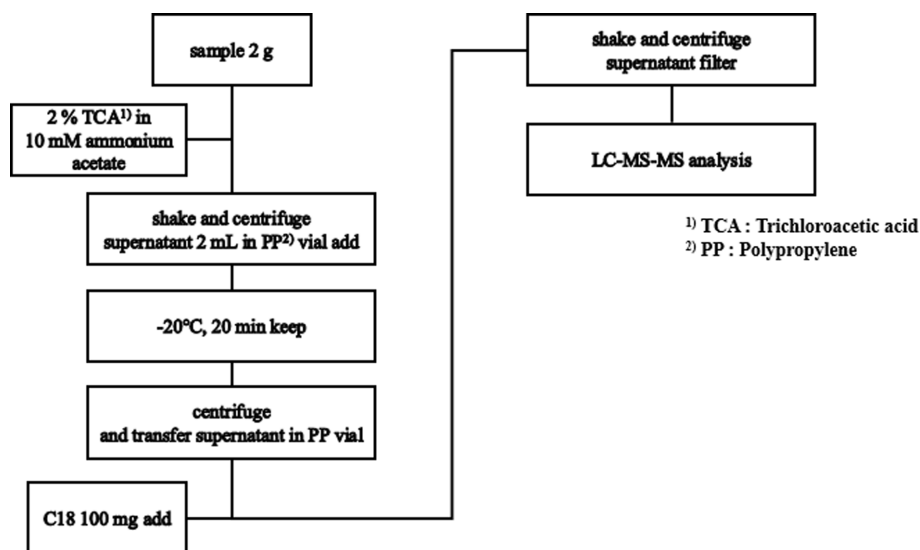 sample 2 g
2 % TCA1) in
10 mM ammonium
acetate
shake and centrifuge
supernatant 2 mL in PP2) vial add
-20°C, 20 min keep
centrifuge
and transfer supernatant in PP vial
C18 100 mg add
shake and centrifuge
supernatant filter
LC-MS-MS analysis
1) TCA : Trichloroacetic acid
2) PP : Polypropylene